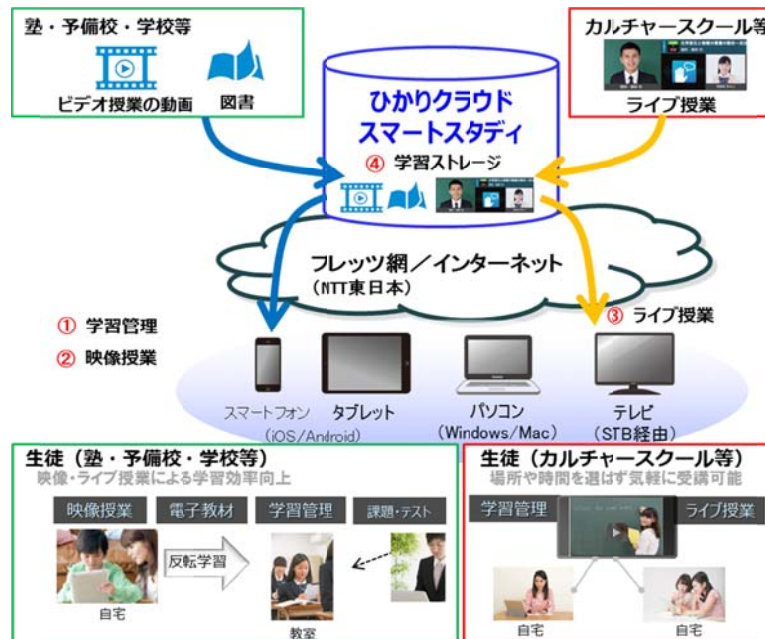 塾・予備校・学校等
ビデオ授業の動画
図書
カルチャースクール等
ライブ授業
ひかりクラウド
スマートスタディ
④ 学習ストレージ
フレッツ網／インターネット
(NTT東日本)
① 学習管理
② 映像授業
③ ライブ授業
スマートフォン
(iOS/Android)
タブレット
パソコン
(Windows/Mac)
テレビ
(STB経由)
生徒（塾・予備校・学校等）
映像・ライブ授業による学習効率向上
映像授業
電子教材
学習管理
課題・テスト
反転学習
自宅
教室
生徒（カルチャースクール等）
場所や時間を選ばず気軽に受講可能
学習管理
ライブ授業
自宅
自宅